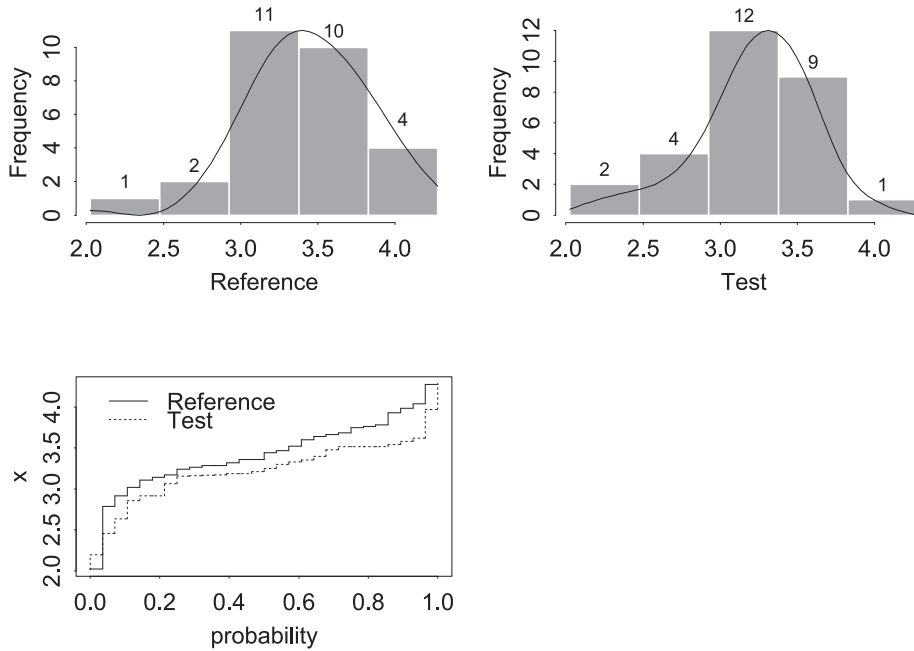 11
10
4
2
1
Frequency
0 2 4 6 8 10
2.0 2.5 3.0 3.5 4.0
Reference
12
9
4
2
1
Frequency
0 2 4 6 8 10 12
2.0 2.5 3.0 3.5 4.0
Test
Reference
Test
x
2.0 2.5 3.0 3.5 4.0
0.0 0.2 0.4 0.6 0.8 1.0
probability